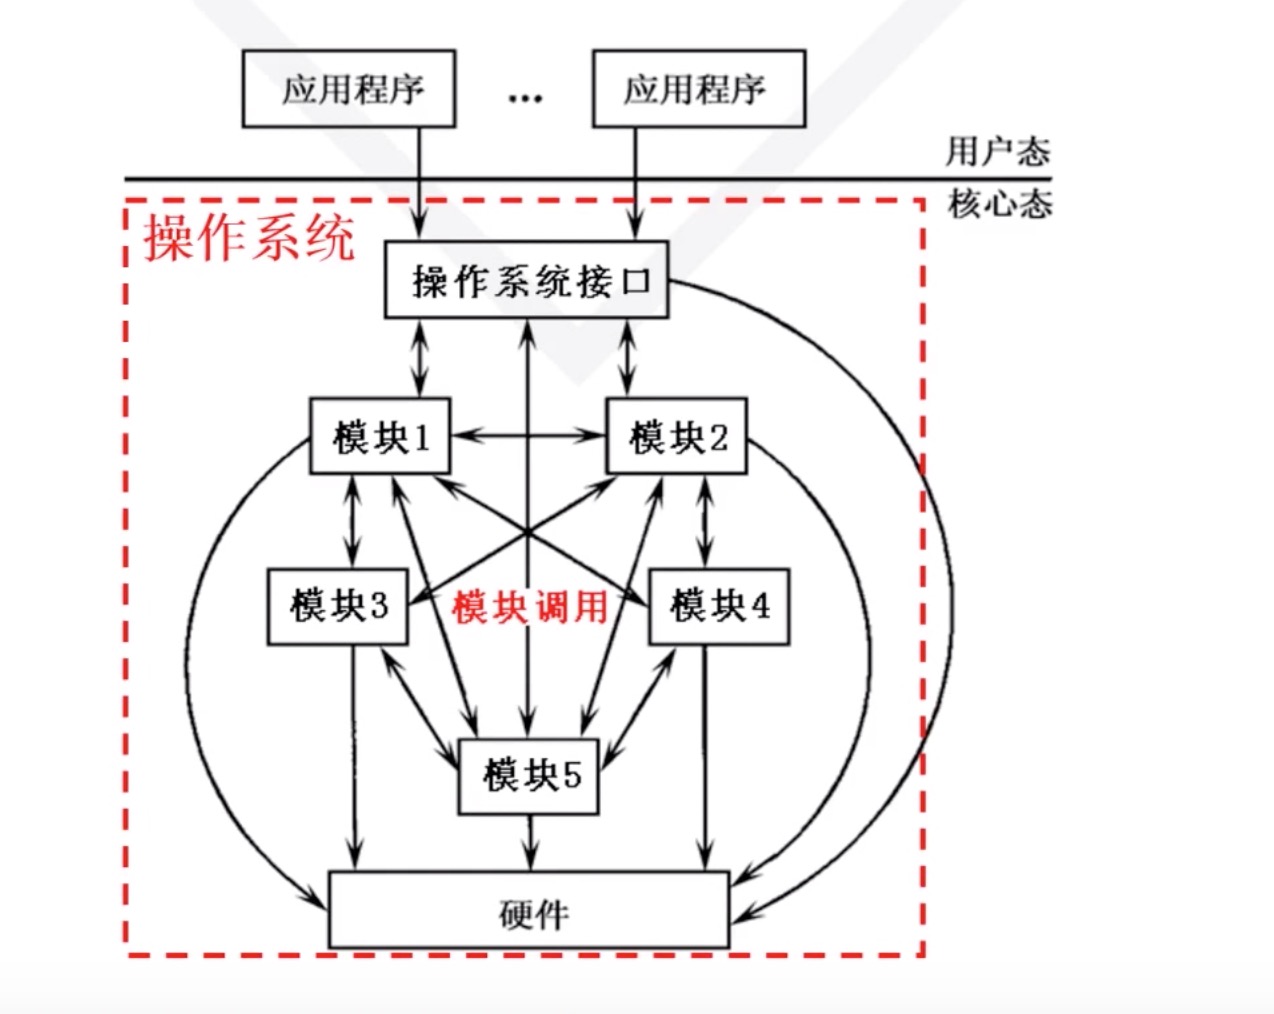 应用程序
...
应用程序
用户态
核心态
操作系统
操作系统接口
模块1
模块2
模块3
模块调用
模块4
模块5
硬件